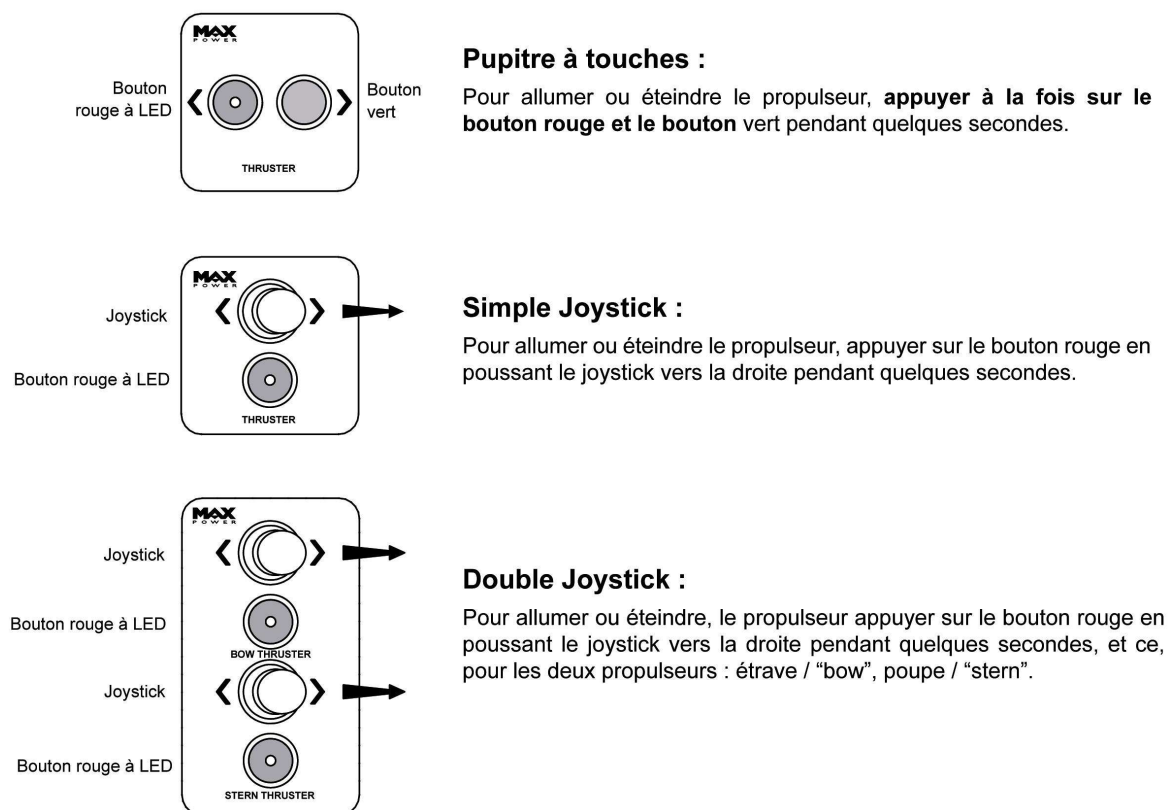 MAX
POWER
Bouton
rouge à LED
Bouton
vert
THRUSTER
Pupitre à touches :
Pour allumer ou éteindre le propulseur, appuyer à la fois sur le
bouton rouge et le bouton vert pendant quelques secondes.
MAX
POWER
Joystick
Bouton rouge à LED
THRUSTER
Simple Joystick :
Pour allumer ou éteindre le propulseur, appuyer sur le bouton rouge en
poussant le joystick vers la droite pendant quelques secondes.
MAX
POWER
Joystick
Bouton rouge à LED
BOW THRUSTER
Joystick
Bouton rouge à LED
STERN THRUSTER
Double Joystick :
Pour allumer ou éteindre, le propulseur appuyer sur le bouton rouge en
poussant le joystick vers la droite pendant quelques secondes, et ce,
pour les deux propulseurs : étrave / “bow”, poupe / “stern”.